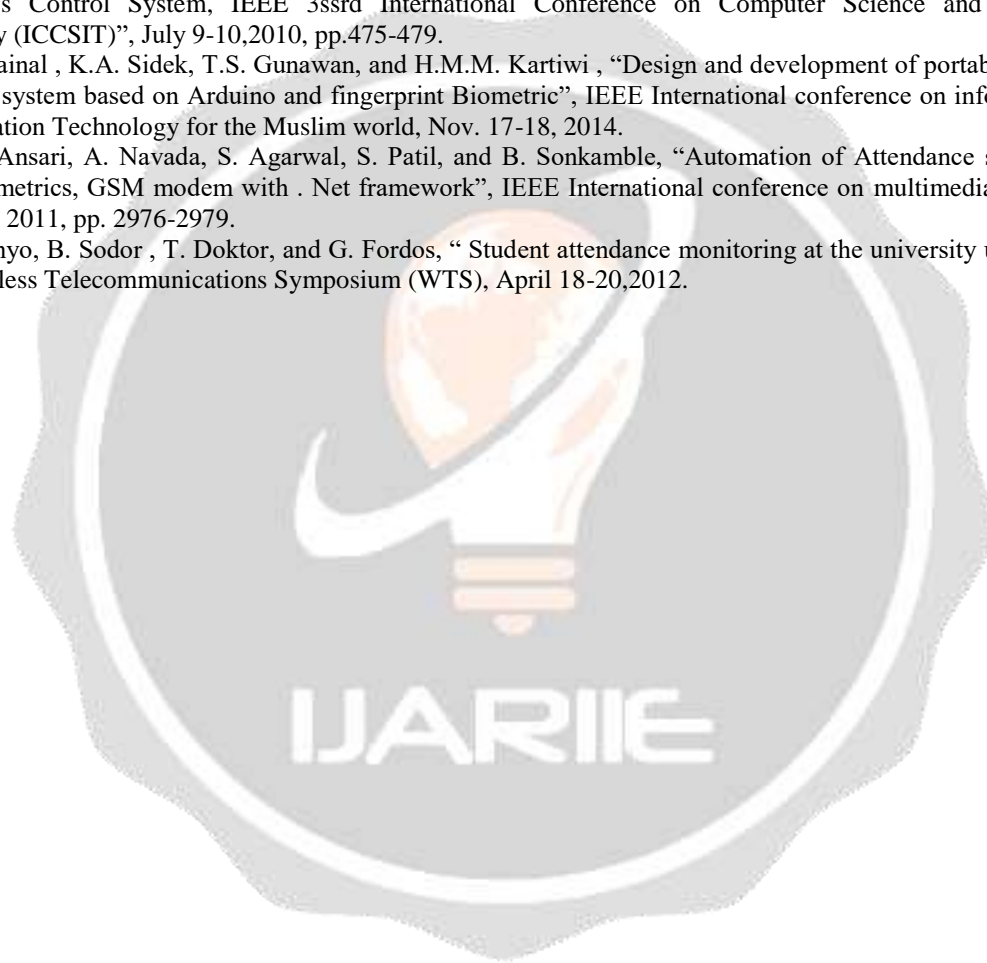 s Control System, IEEE 3ssrd International Conference on Computer Science and
y (ICCSIT)”, July 9-10,2010, pp.475-479.
ainal , K.A. Sidek, T.S. Gunawan, and H.M.M. Kartiwi , “Design and development of portab
system based on Arduino and fingerprint Biometric”, IEEE International conference on info
ation Technology for the Muslim world, Nov. 17-18, 2014.
Ansari, A. Navada, S. Agarwal, S. Patil, and B. Sonkamble, “Automation of Attendance s
metrics, GSM modem with . Net framework”, IEEE International conference on multimedia
2011, pp. 2976-2979.
nyo, B. Sodor , T. Doktor, and G. Fordos, “ Student attendance monitoring at the university u
less Telecommunications Symposium (WTS), April 18-20,2012.
IJARIIE